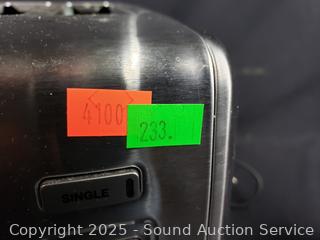 4100
233.
SINGLE
Copyright 2025 - Sound Auction Service